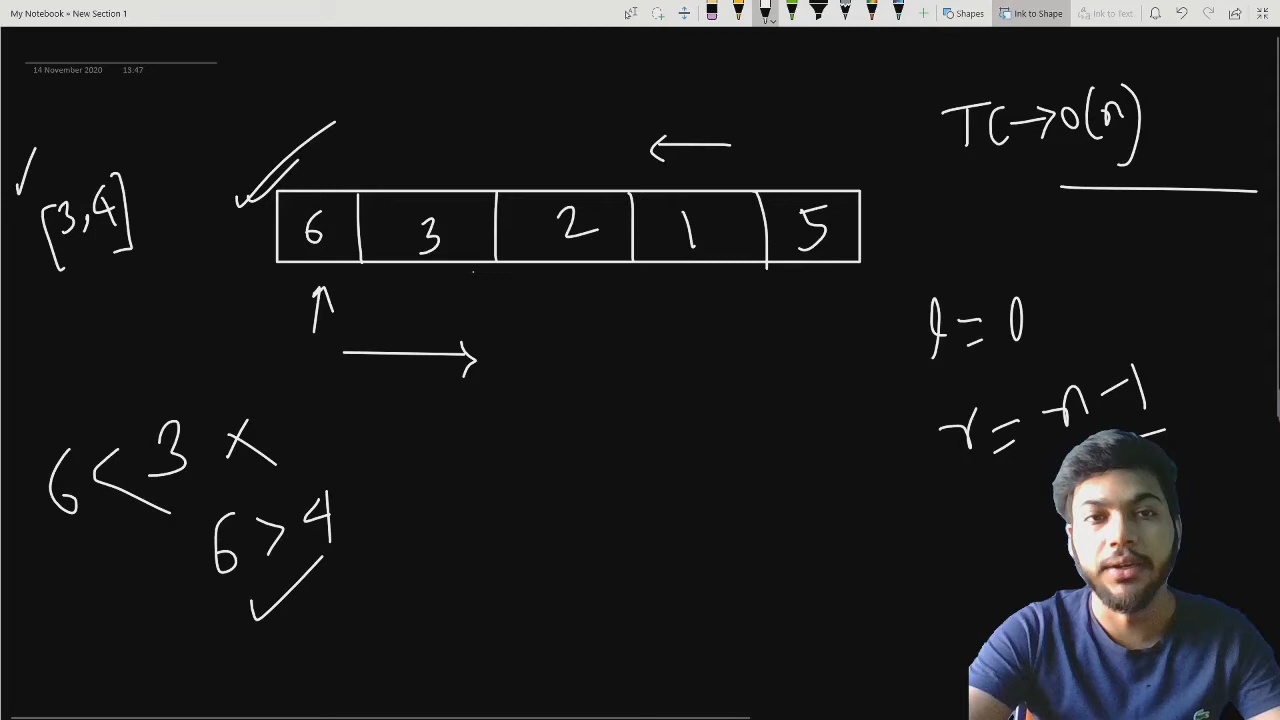 My Notebook » New Section 1
Shapes
Ink to Shape
Ink to Text
14 November 2020 15:47
TC→O(n)
[3,4]
6 3 2 1 5
l = 0
r = n-1
6 < 3 ×
6 > 4